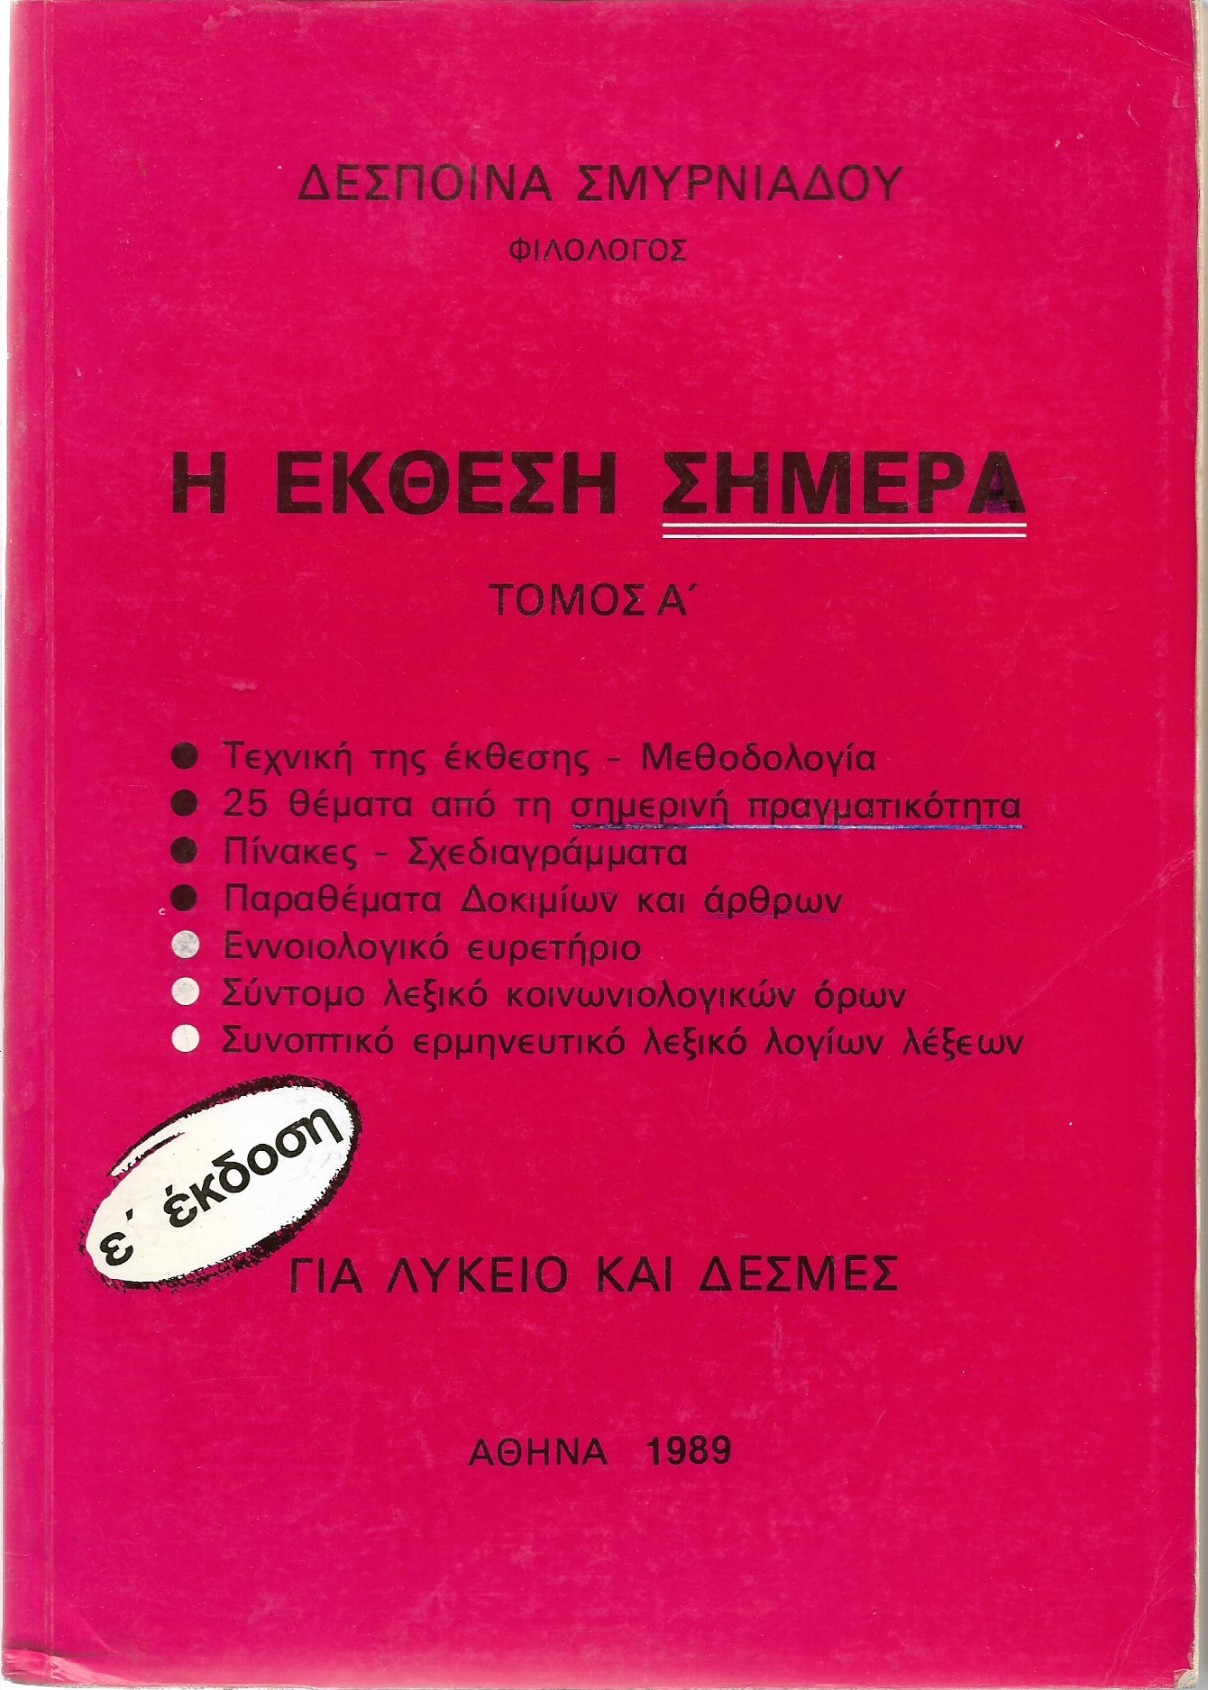 ΔΕΣΠΟΙΝΑ ΣΜΥΡΝΙΑΔΟΥ
ΦΙΛΟΛΟΓΟΣ
Η ΕΚΘΕΣΗ ΣΗΜΕΡΑ
ΤΟΜΟΣ Α΄
● Τεχνική της έκθεσης - Μεθοδολογία
● 25 θέματα από τη σημερινή πραγματικότητα
● Πίνακες - Σχεδιαγράμματα
● Παραθέματα Δοκιμίων και άρθρων
● Εννοιολογικό ευρετήριο
● Σύντομο λεξικό κοινωνιολογικών όρων
● Συνοπτικό ερμηνευτικό λεξικό λογίων λέξεων
ε΄ έκδοση
ΓΙΑ ΛΥΚΕΙΟ ΚΑΙ ΔΕΣΜΕΣ
ΑΘΗΝΑ 1989